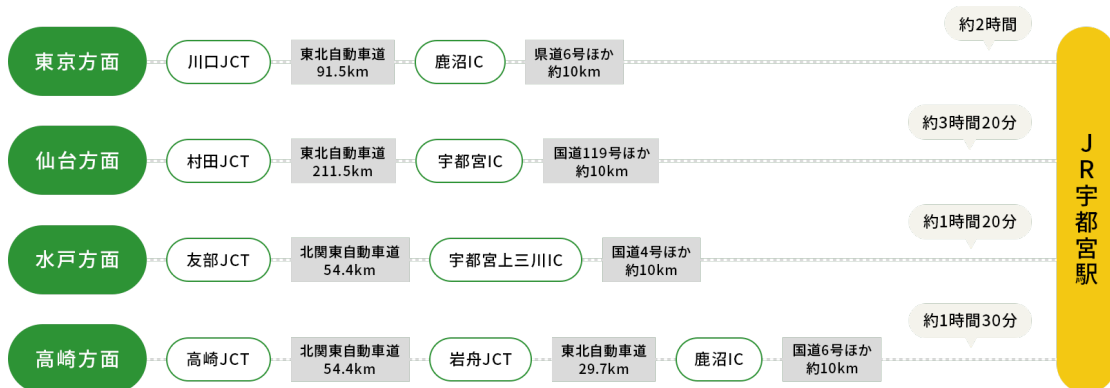 約2時間
東京方面
川口JCT
東北自動車道
91.5km
鹿沼IC
県道6号ほか
約10km
約3時間20分
仙台方面
村田JCT
東北自動車道
211.5km
宇都宮IC
国道119号ほか
約10km
約1時間20分
水戸方面
友部JCT
北関東自動車道
54.4km
宇都宮上三川IC
国道4号ほか
約10km
約1時間30分
高崎方面
高崎JCT
北関東自動車道
54.4km
岩舟JCT
東北自動車道
29.7km
鹿沼IC
国道6号ほか
約10km
JR宇都宮駅